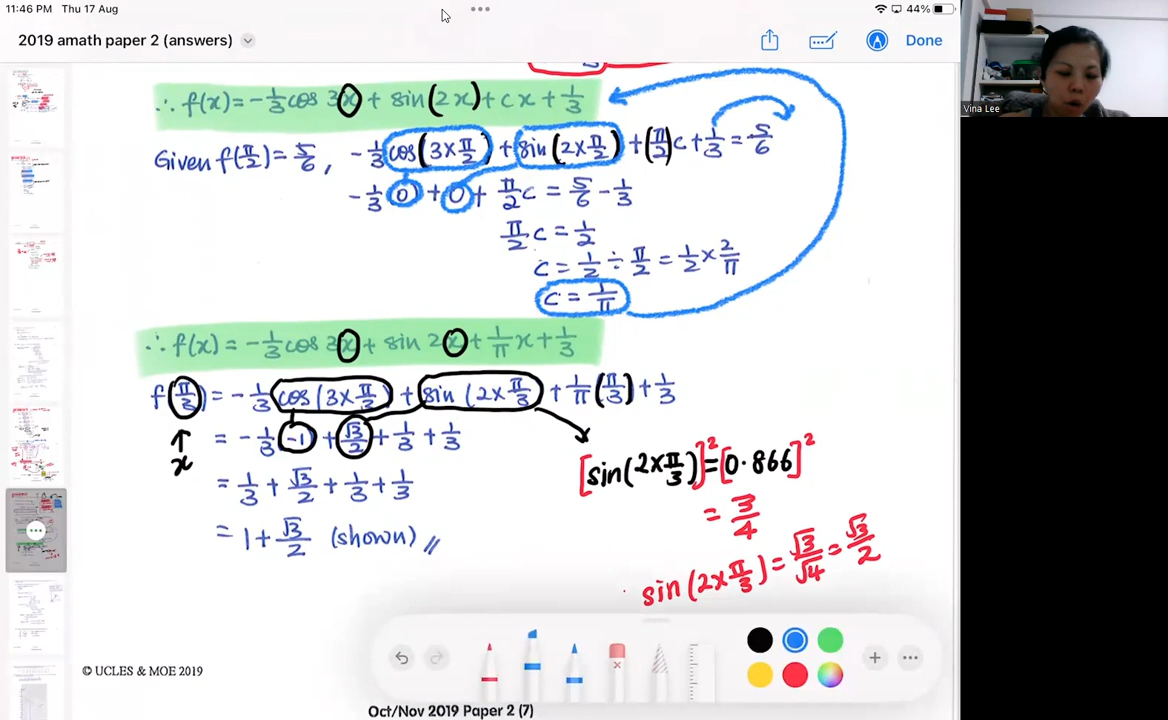 11:46 PM Thu 17 Aug
44%
2019 amath paper 2 (answers)
Done
Vina Lee
∴ f(x) = -1/3 cos 3x + sin(2x) + cx + 1/3
Given f(π/2) = 5/6, -1/3 cos(3×π/2) + sin(2×π/2) + (π/2)c + 1/3 = 5/6
-1/3 (0) + 0 + π/2 c = 5/6 - 1/3
π/2 c = 1/2
c = 1/2 ÷ π/2 = 1/2 × 2/π
c = 1/π
∴ f(x) = -1/3 cos 3x + sin 2x + 1/π x + 1/3
f(π/3) = -1/3 cos(3×π/3) + sin(2×π/3) + 1/π (π/3) + 1/3
↑
x
= -1/3 (-1) + √3/2 + 1/3 + 1/3
= 1/3 + √3/2 + 1/3 + 1/3
= 1 + √3/2 (shown) //
[sin(2×π/3)]² = [0.866]²
= 3/4
sin(2×π/3) = √3/√4 = √3/2
© UCLES & MOE 2019
Oct/Nov 2019 Paper 2 (7)